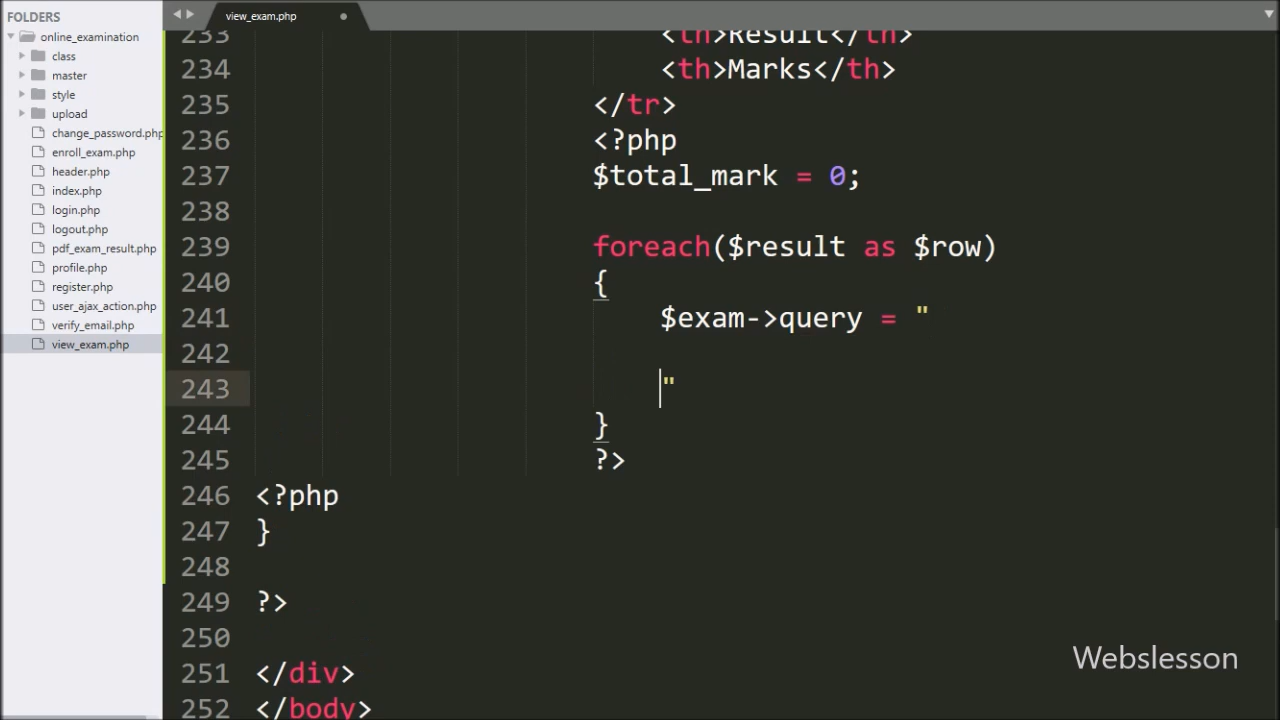 FOLDERS
online_examination
class
master
style
upload
change_password.php
enroll_exam.php
header.php
index.php
login.php
logout.php
pdf_exam_result.php
profile.php
register.php
user_ajax_action.php
verify_email.php
view_exam.php
view_exam.php
233 <th>Result</th>
234 <th>Marks</th>
235 </tr>
236 <?php
237 $total_mark = 0;
238
239 foreach($result as $row)
240 {
241 $exam->query = "
242
243 "
244 }
245 ?>
246 <?php
247 }
248
249 ?>
250
251 </div>
252 </body>
Webslesson